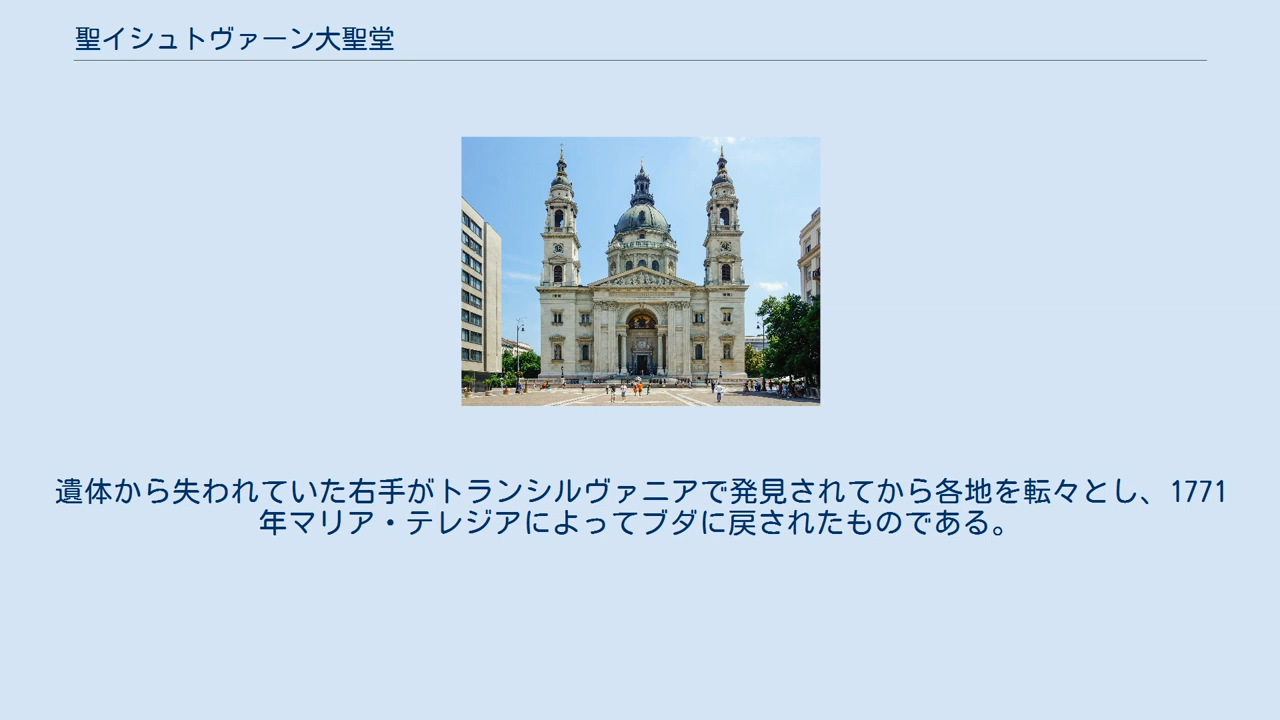 聖イシュトヴァーン大聖堂
遺体から失われていた右手がトランシルヴァニアで発見されてから各地を転々とし、1771
年マリア・テレジアによってブダに戻されたものである。